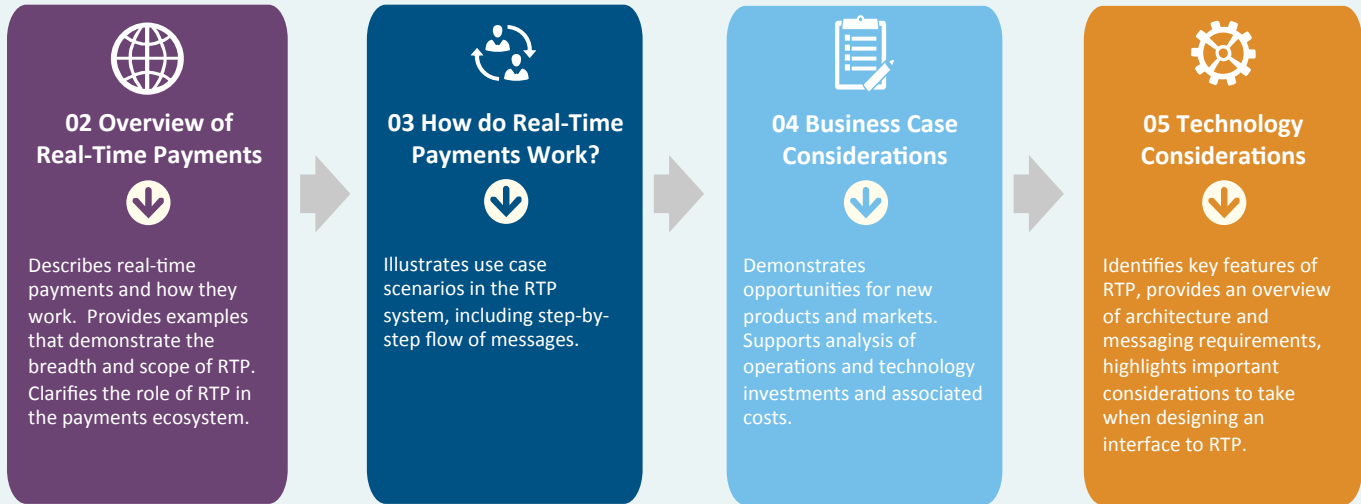 02 Overview of
Real-Time Payments
Describes real-time
payments and how they
work.  Provides examples
that demonstrate the
breadth and scope of RTP.
Clarifies the role of RTP in
the payments ecosystem.
03 How do Real-Time
Payments Work?
Illustrates use case
scenarios in the RTP
system, including step-by-
step flow of messages.
04 Business Case
Considerations
Demonstrates
opportunities for new
products and markets.
Supports analysis of
operations and technology
investments and associated
costs.
05 Technology
Considerations
Identifies key features of
RTP, provides an overview
of architecture and
messaging requirements,
highlights important
considerations to take
when designing an
interface to RTP.